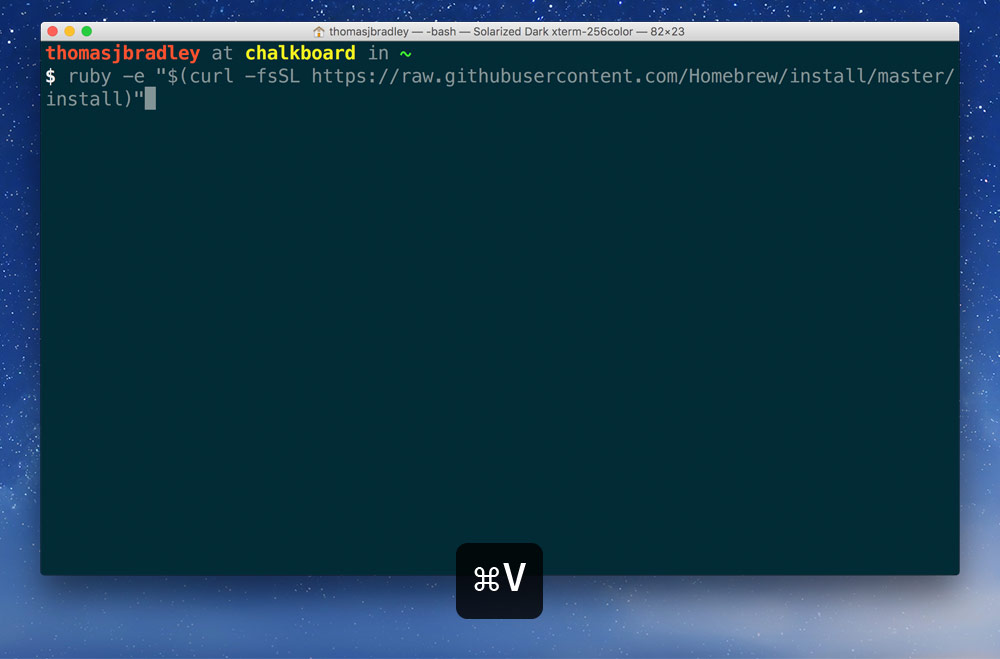 thomasjbradley — -bash — Solarized Dark xterm-256color — 82×23
thomasjbradley at chalkboard in ~
$ ruby -e "$(curl -fsSL https://raw.githubusercontent.com/Homebrew/install/master/
install)"
⌘V